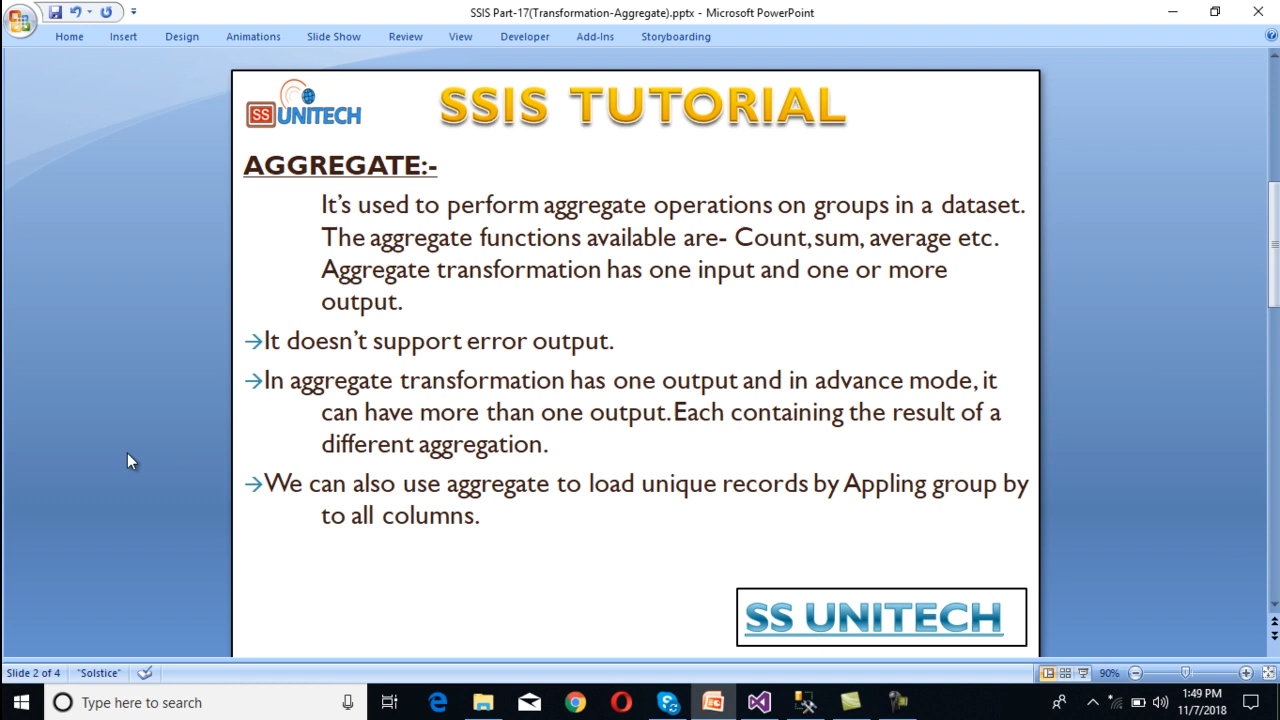 SSIS Part-17(Transformation-Aggregate).pptx - Microsoft PowerPoint
Home Insert Design Animations Slide Show Review View Developer Add-Ins Storyboarding
SS UNITECH
SSIS TUTORIAL
AGGREGATE:-
It's used to perform aggregate operations on groups in a dataset.
The aggregate functions available are- Count, sum, average etc.
Aggregate transformation has one input and one or more
output.
→It doesn't support error output.
→In aggregate transformation has one output and in advance mode, it
can have more than one output. Each containing the result of a
different aggregation.
→We can also use aggregate to load unique records by Appling group by
to all columns.
SS UNITECH
Slide 2 of 4 "Solstice" 90%
Type here to search
1:49 PM
11/7/2018